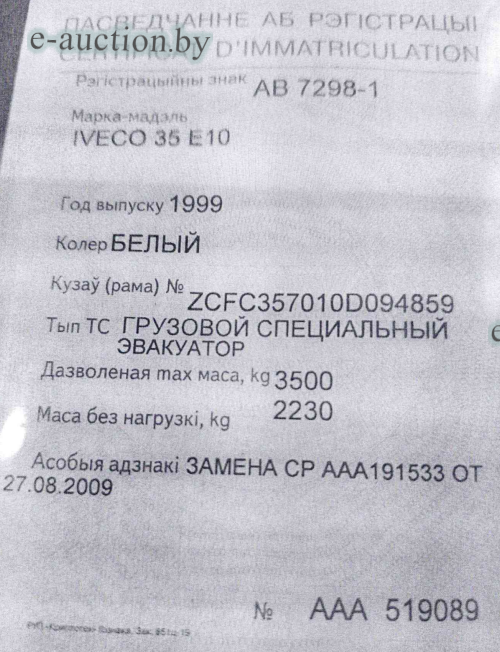 ПАСВЕДЧАННЕ АБ РЭГІСТРАЦЫІ
e-auction.by
D'IMMATRICULATION
Рэгістрацыйны знак АВ 7298-1
Марка-мадэль
IVECO 35 E10
Год выпуску 1999
Колер БЕЛЫЙ
Кузаў (рама) № ZCFC357010D094859
Тып ТС ГРУЗОВОЙ СПЕЦИАЛЬНЫЙ
ЭВАКУАТОР
Дазволеная max маса, kg 3500
Маса без нагрузкі, kg 2230
Асобыя адзнакі ЗАМЕНА СР ААА191533 ОТ
27.08.2009
№ ААА 519089